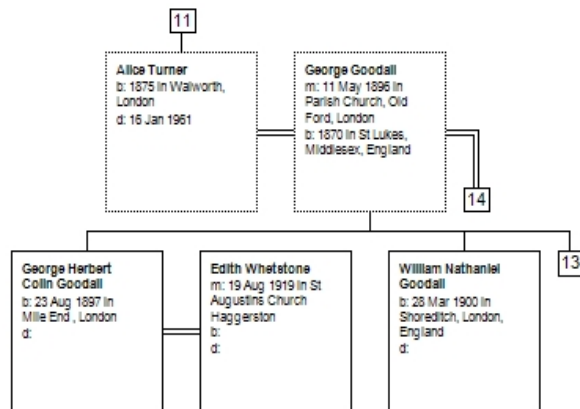 11
Alice Turner
b: 1875 in Walworth,
London
d: 16 Jan 1961
George Goodall
m: 11 May 1896 in
Parish Church, Old
Ford, London
b: 1870 in St Lukes,
Middlesex, England
14
13
George Herbert
Colin Goodall
b: 23 Aug 1897 in
Mile End , London
d:
Edith Whetstone
m: 19 Aug 1919 in St
Augustins Church
Haggerston
b:
d:
William Nathaniel
Goodall
b: 28 Mar 1900 in
Shoreditch, London,
England
d: